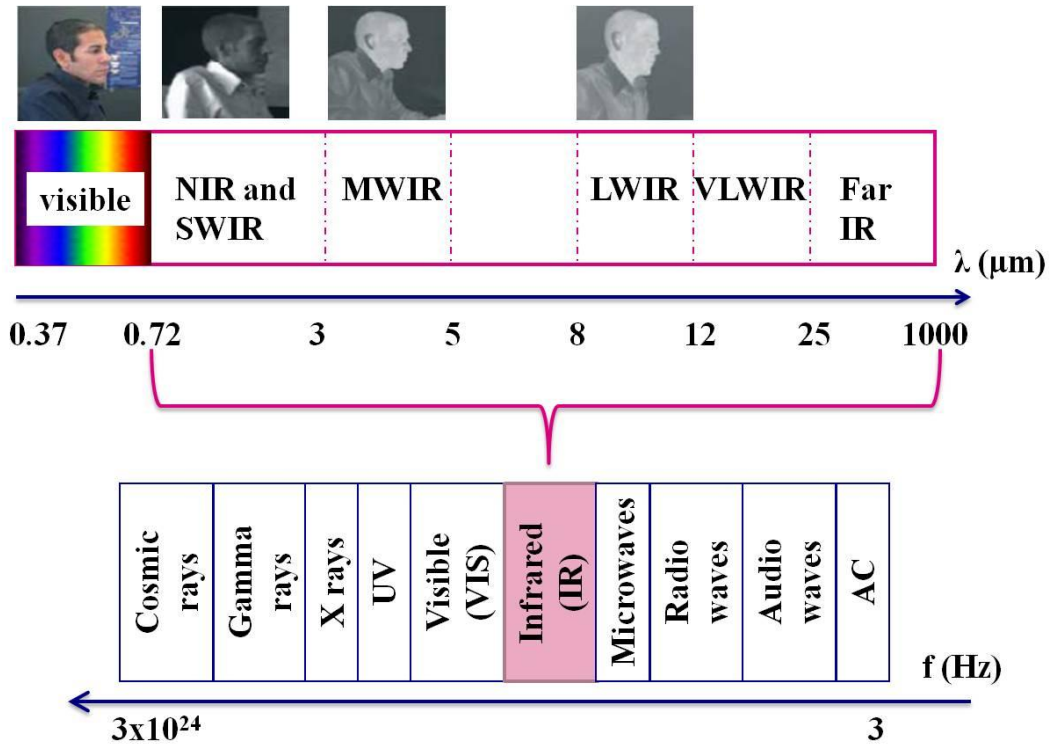 visible
NIR and
SWIR
MWIR
LWIR
VLWIR
Far
IR
λ (μm)
0.37
0.72
3
5
8
12
25
1000
Cosmic
rays
Gamma
rays
X rays
UV
Visible
(VIS)
Infrared
(IR)
Microwaves
Radio
waves
Audio
waves
AC
f (Hz)
3x10²⁴
3